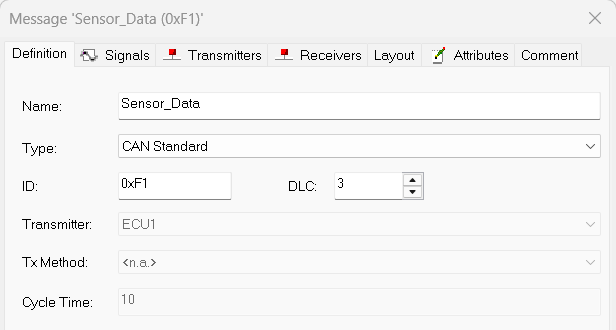 Message 'Sensor_Data (0xF1)'
Definition Signals Transmitters Receivers Layout Attributes Comment
Name: Sensor_Data
Type: CAN Standard
ID: 0xF1 DLC: 3
Transmitter: ECU1
Tx Method: <n.a.>
Cycle Time: 10